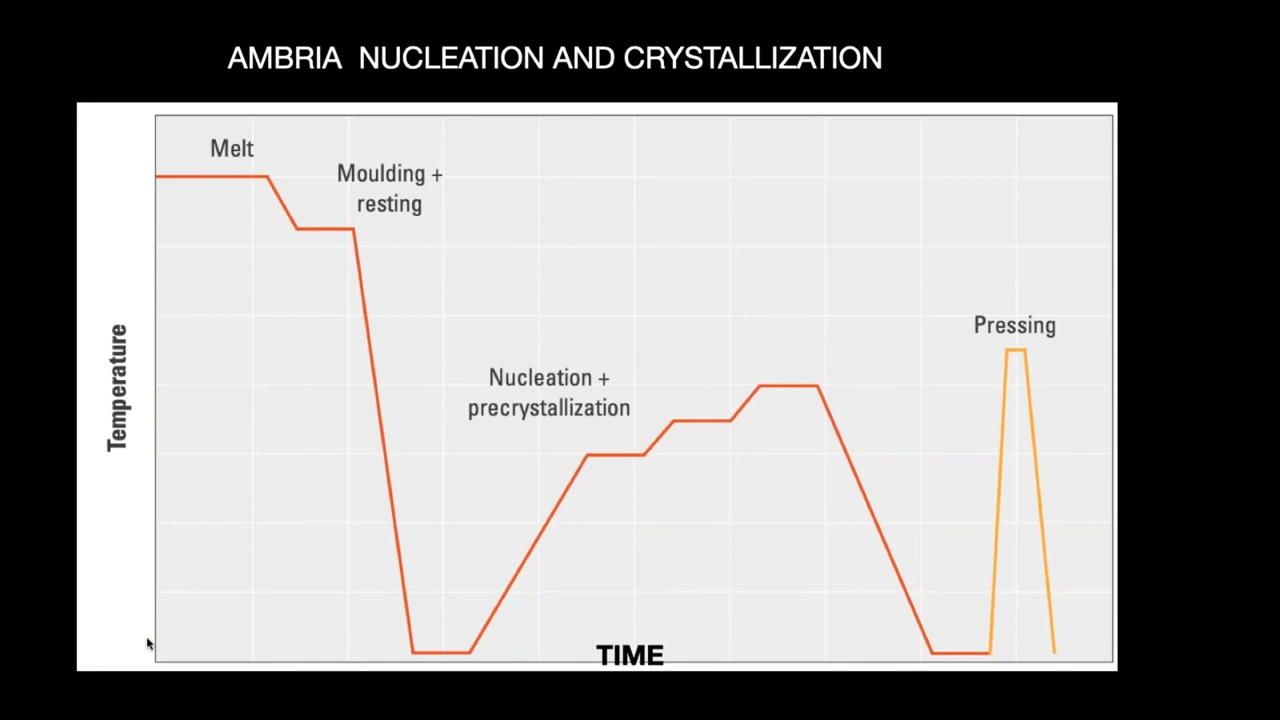 AMBRIA  NUCLEATION AND CRYSTALLIZATION
Melt
Moulding +
resting
Pressing
Nucleation +
precrystallization
Temperature
TIME